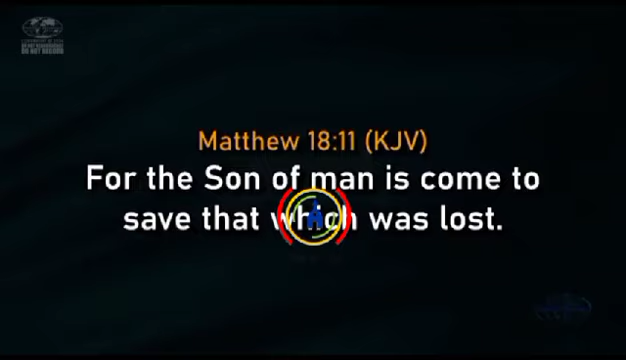 Matthew 18:11 (KJV)
For the Son of man is come to
save that which was lost.